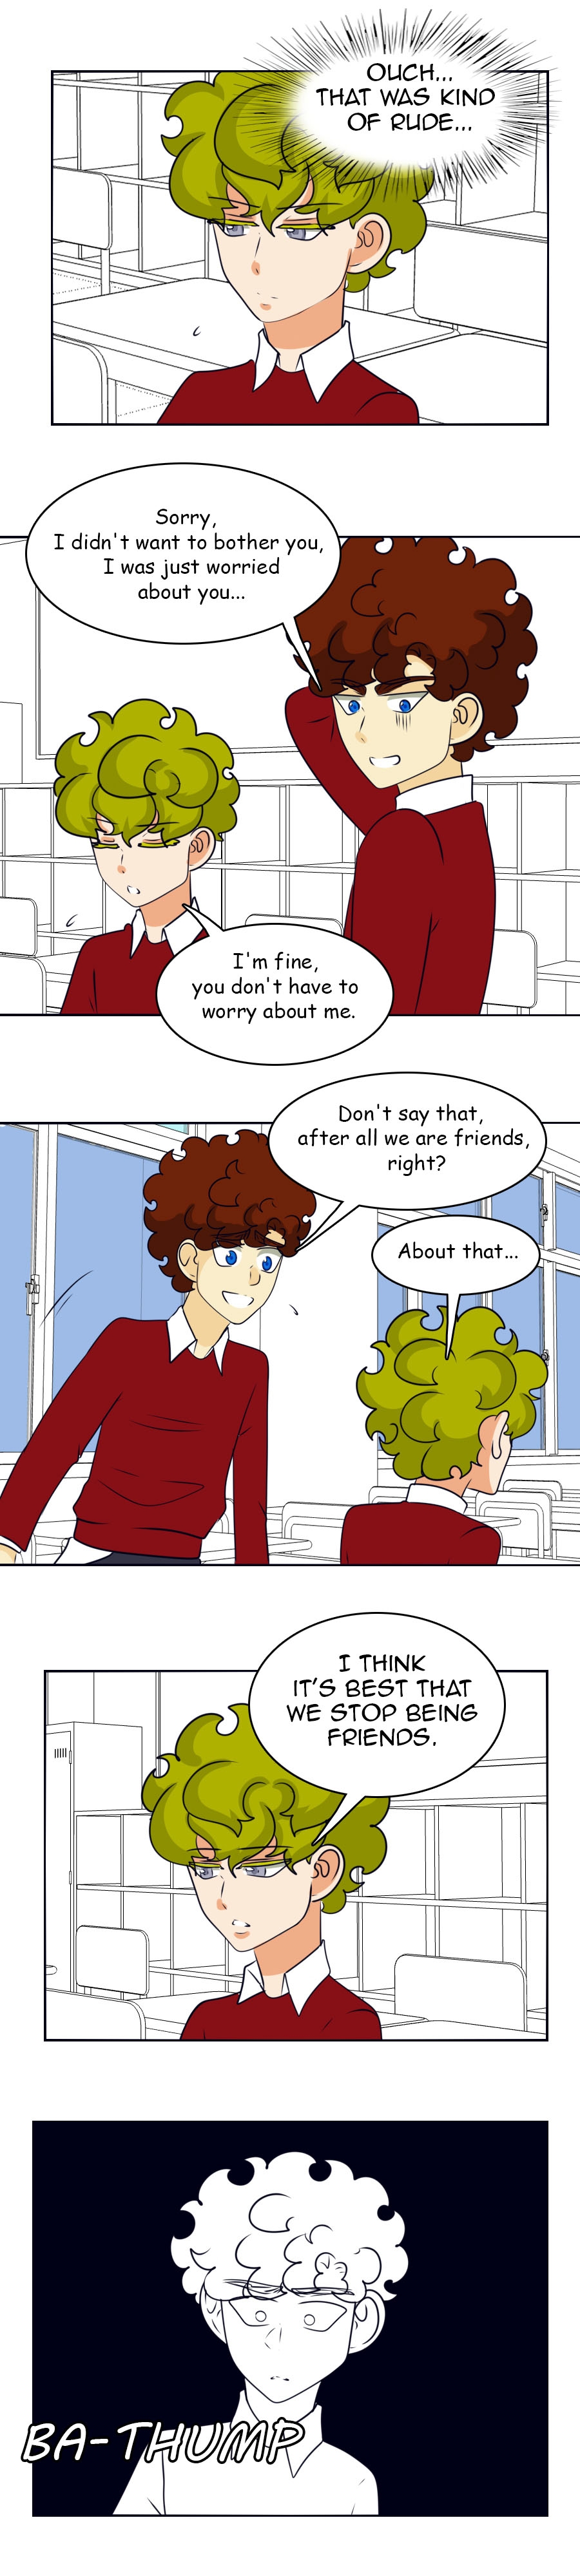 OUCH...
THAT WAS KIND
OF RUDE...
Sorry,
I didn't want to bother you,
I was just worried
about you...
I'm fine,
you don't have to
worry about me.
Don't say that,
after all we are friends,
right?
About that...
I THINK
IT'S BEST THAT
WE STOP BEING
FRIENDS.
BA-THUMP